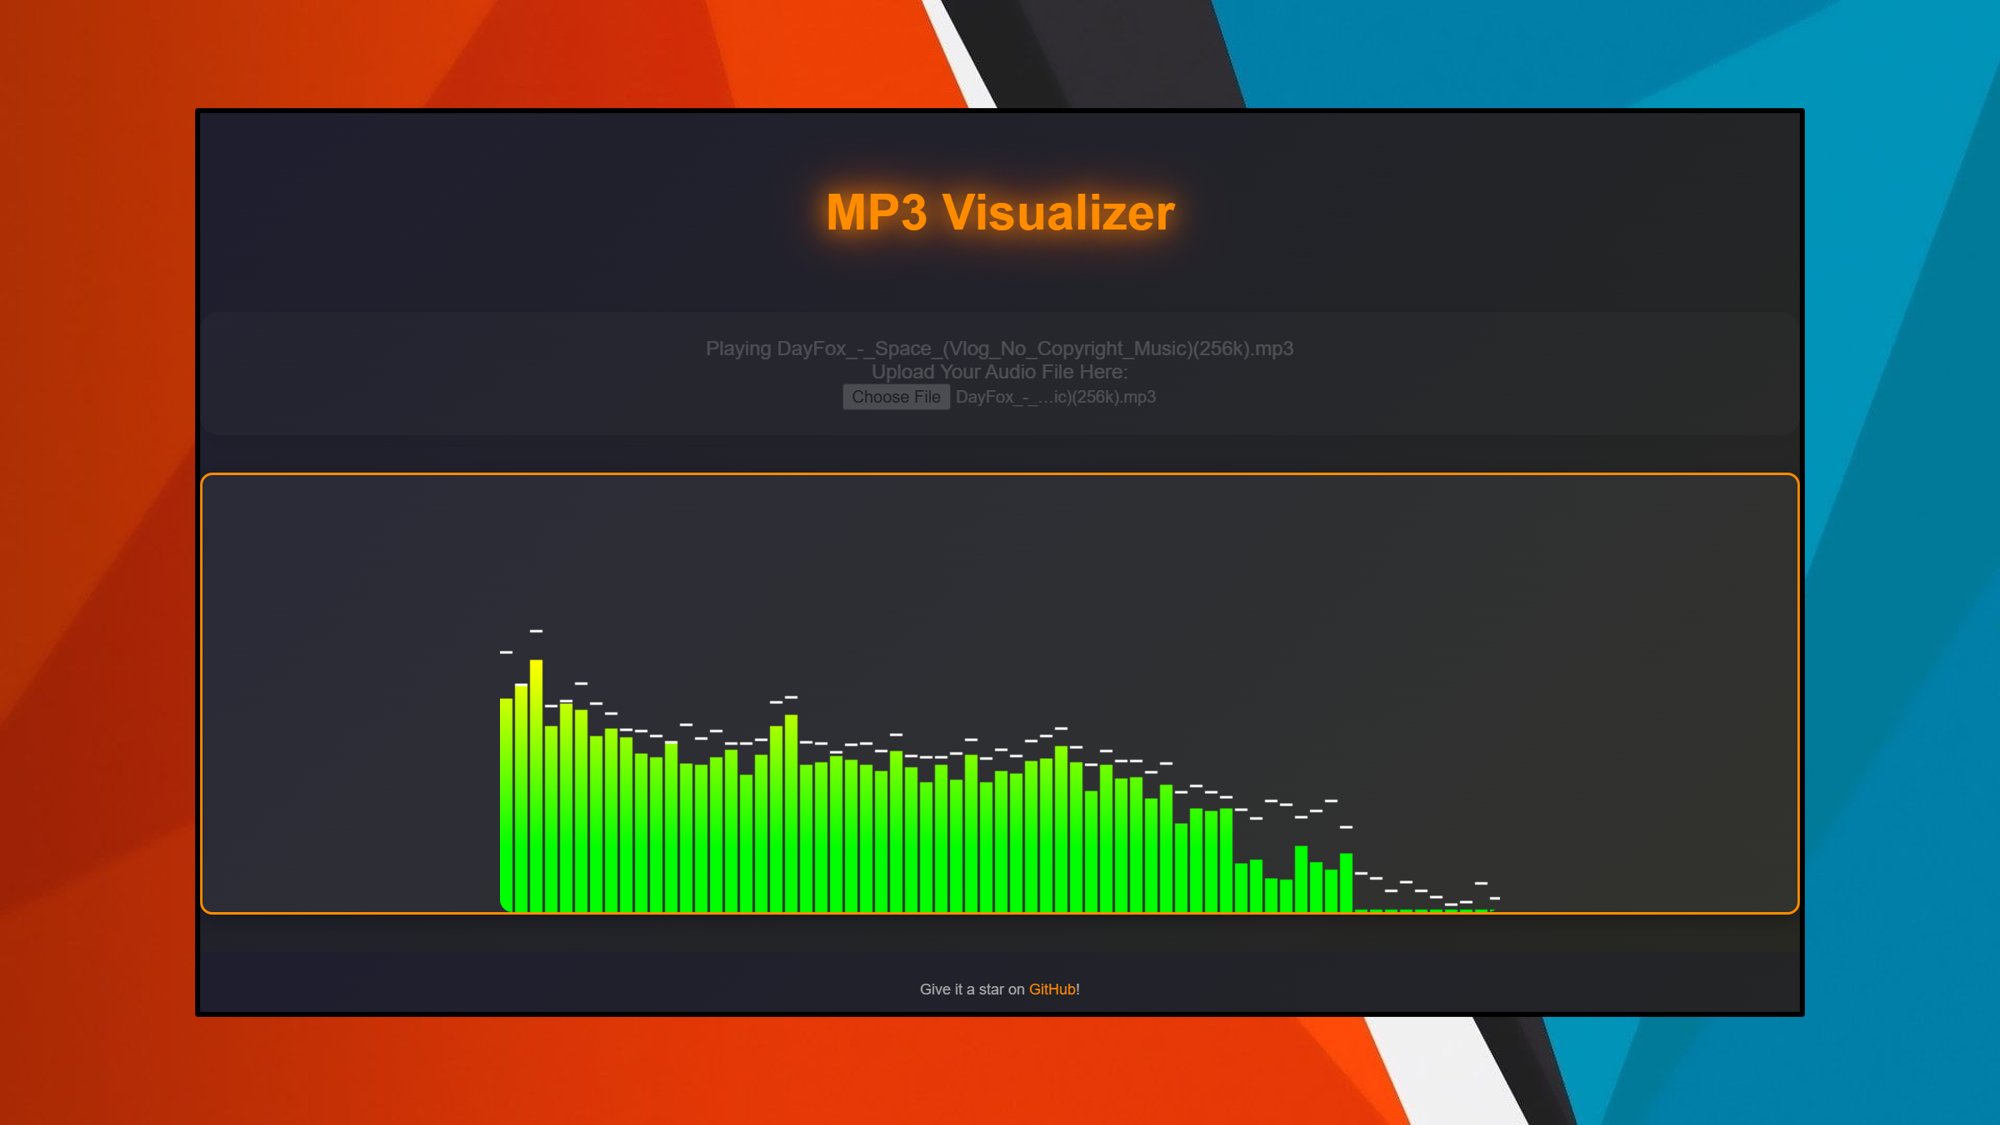 MP3 Visualizer
Playing DayFox_-_Space_(Vlog_No_Copyright_Music)(256k).mp3
Upload Your Audio File Here:
Choose File DayFox_-_...ic)(256k).mp3
Give it a star on GitHub!